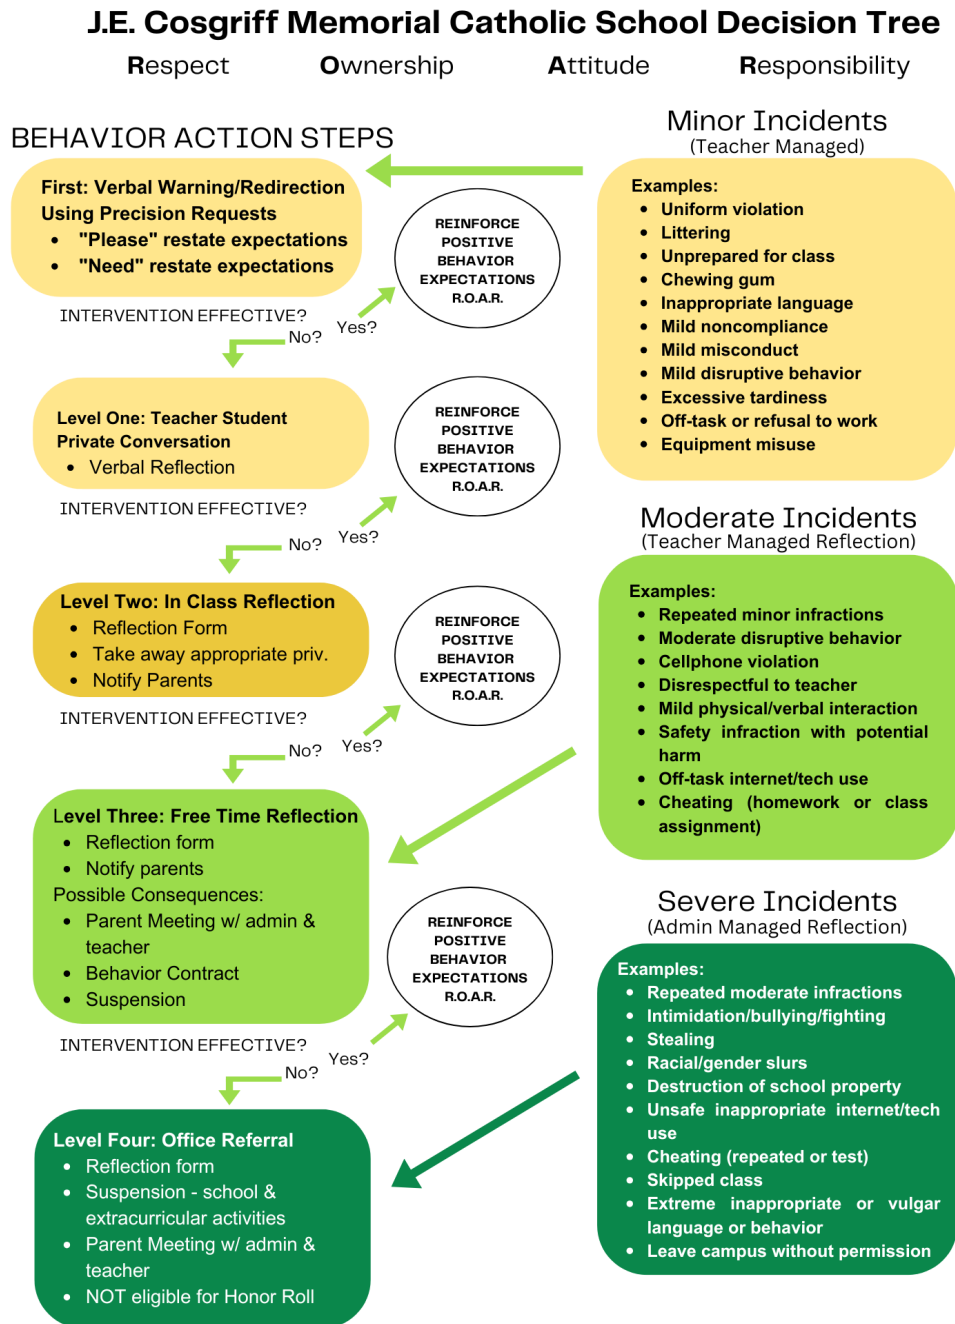 J.E. Cosgriff Memorial Catholic School Decision Tree
Respect Ownership Attitude Responsibility
BEHAVIOR ACTION STEPS
First: Verbal Warning/Redirection
Using Precision Requests
• "Please" restate expectations
• "Need" restate expectations
INTERVENTION EFFECTIVE?
No?
Yes?
REINFORCE
POSITIVE
BEHAVIOR
EXPECTATIONS
R.O.A.R.
Level One: Teacher Student
Private Conversation
• Verbal Reflection
INTERVENTION EFFECTIVE?
No?
Yes?
REINFORCE
POSITIVE
BEHAVIOR
EXPECTATIONS
R.O.A.R.
Level Two: In Class Reflection
• Reflection Form
• Take away appropriate priv.
• Notify Parents
INTERVENTION EFFECTIVE?
No?
Yes?
REINFORCE
POSITIVE
BEHAVIOR
EXPECTATIONS
R.O.A.R.
Level Three: Free Time Reflection
• Reflection form
• Notify parents
Possible Consequences:
• Parent Meeting w/ admin &
teacher
• Behavior Contract
• Suspension
INTERVENTION EFFECTIVE?
No?
Yes?
REINFORCE
POSITIVE
BEHAVIOR
EXPECTATIONS
R.O.A.R.
Level Four: Office Referral
• Reflection form
• Suspension - school &
extracurricular activities
• Parent Meeting w/ admin &
teacher
• NOT eligible for Honor Roll
Minor Incidents
(Teacher Managed)
Examples:
• Uniform violation
• Littering
• Unprepared for class
• Chewing gum
• Inappropriate language
• Mild noncompliance
• Mild misconduct
• Mild disruptive behavior
• Excessive tardiness
• Off-task or refusal to work
• Equipment misuse
Moderate Incidents
(Teacher Managed Reflection)
Examples:
• Repeated minor infractions
• Moderate disruptive behavior
• Cellphone violation
• Disrespectful to teacher
• Mild physical/verbal interaction
• Safety infraction with potential
harm
• Off-task internet/tech use
• Cheating (homework or class
assignment)
Severe Incidents
(Admin Managed Reflection)
Examples:
• Repeated moderate infractions
• Intimidation/bullying/fighting
• Stealing
• Racial/gender slurs
• Destruction of school property
• Unsafe inappropriate internet/tech
use
• Cheating (repeated or test)
• Skipped class
• Extreme inappropriate or vulgar
language or behavior
• Leave campus without permission